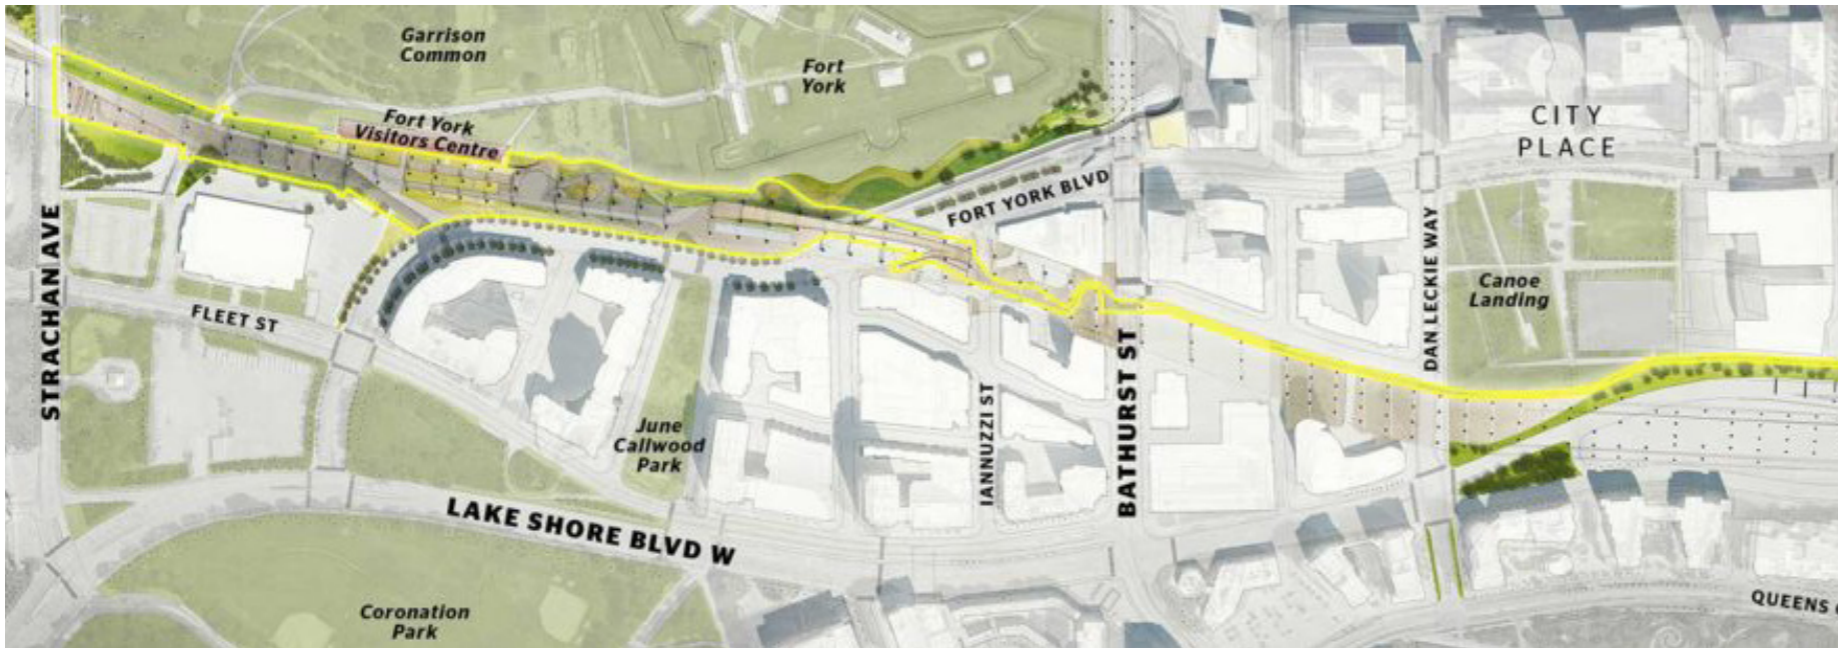 Garrison
Common
Fort
York
Fort York
Visitors Centre
CITY
PLACE
FORT YORK BLVD
STRACHAN AVE
FLEET ST
DAN LECKIE WAY
Canoe
Landing
June
Callwood
Park
IANNUZZI ST
BATHURST ST
LAKE SHORE BLVD W
Coronation
Park
QUEENS